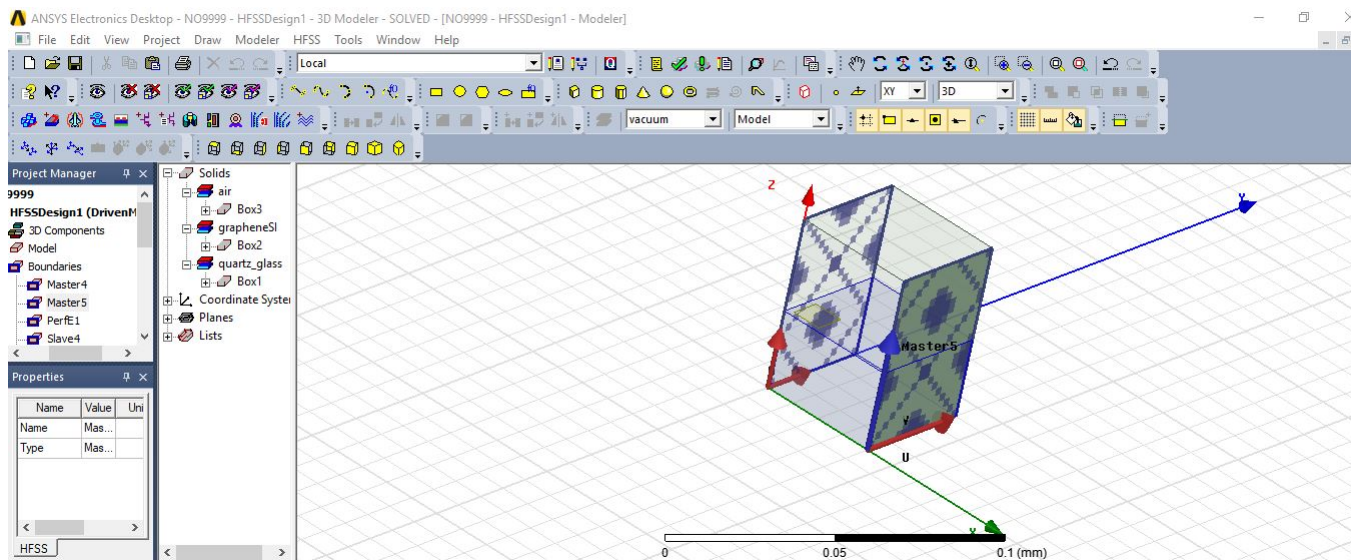 ANSYS Electronics Desktop - NO9999 - HFSSDesign1 - 3D Modeler - SOLVED - [NO9999 - HFSSDesign1 - Modeler]
File Edit View Project Draw Modeler HFSS Tools Window Help
Local
XY 3D
vacuum Model
Project Manager
9999
HFSSDesign1 (DrivenM
3D Components
Model
Boundaries
Master4
Master5
PerfE1
Slave4
Properties
Name Value Uni
Name Mas...
Type Mas...
HFSS
Solids
air
Box3
grapheneSI
Box2
quartz_glass
Box1
Coordinate Syster
Planes
Lists
Z
Y
Master5
V
U
X
0 0.05 0.1 (mm)